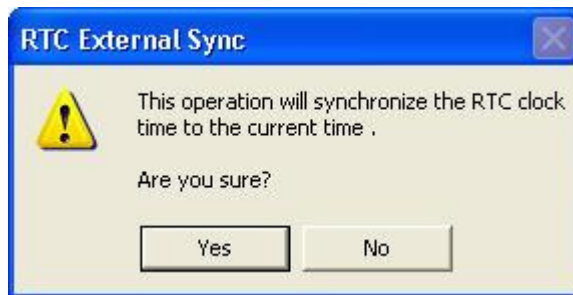 RTC External Sync
This operation will synchronize the RTC clock
time to the current time .
Are you sure?
Yes
No